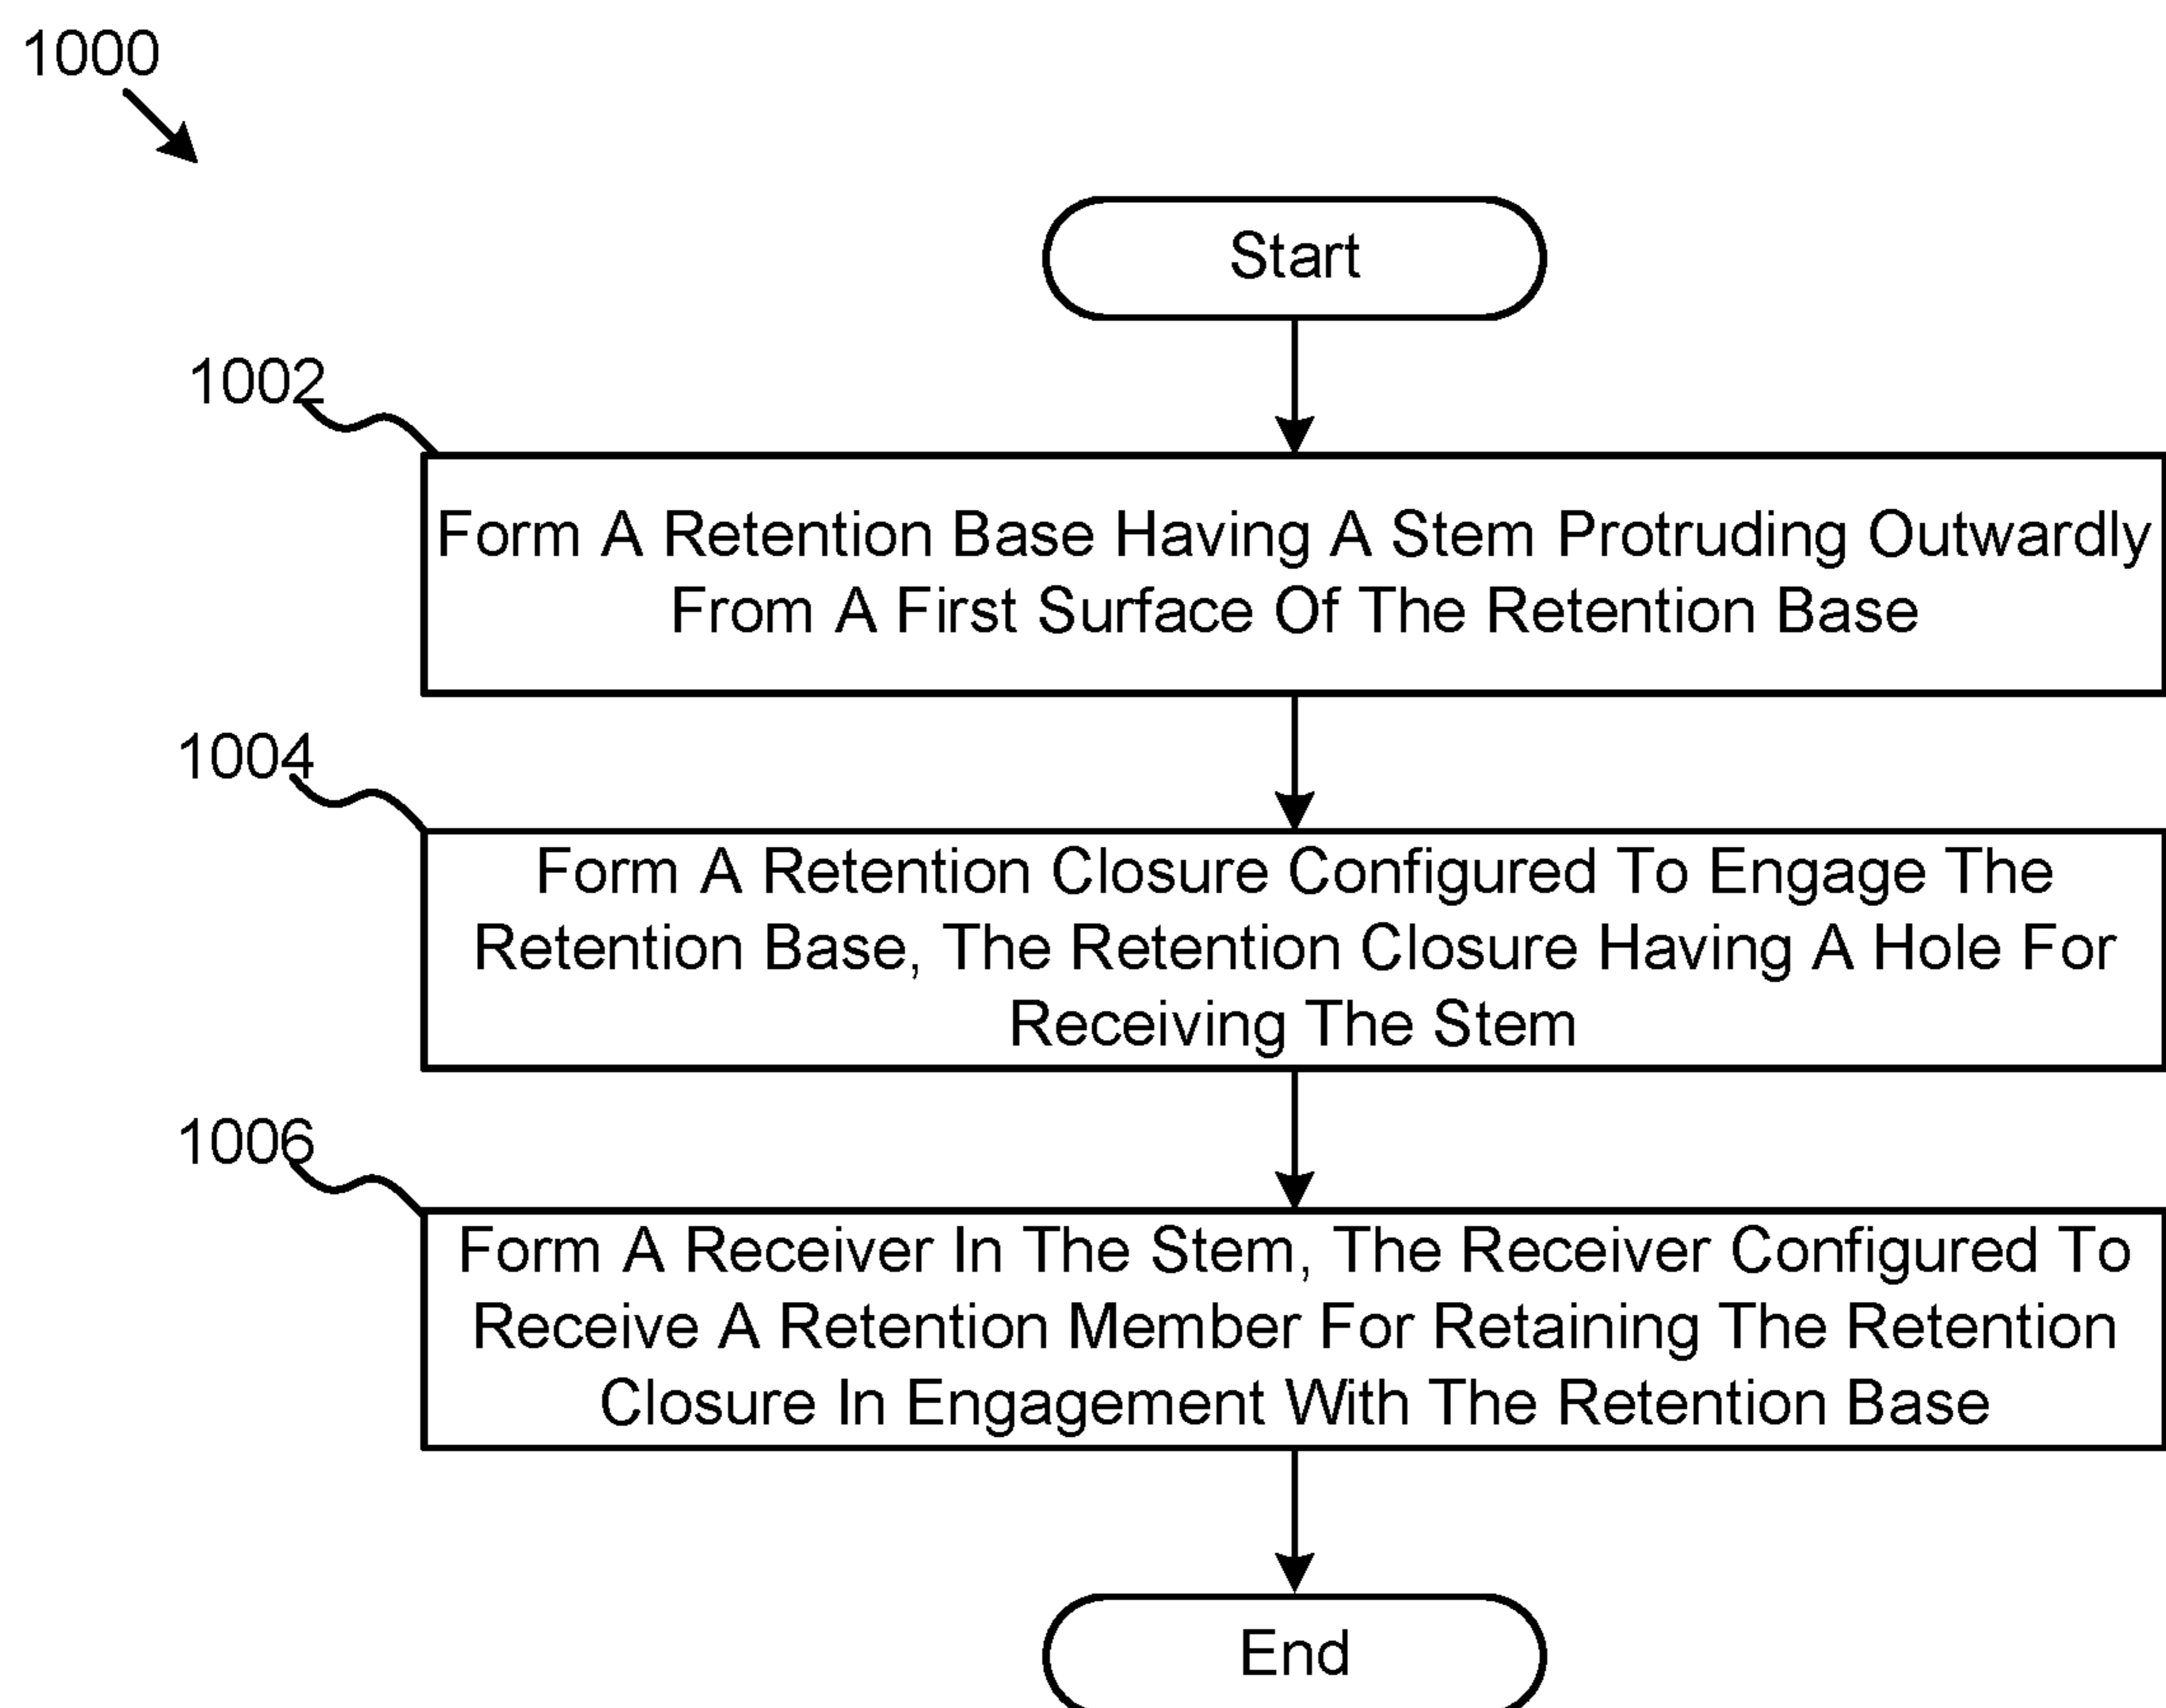 1000
Start
1002
Form A Retention Base Having A Stem Protruding Outwardly
From A First Surface Of The Retention Base
1004
Form A Retention Closure Configured To Engage The
Retention Base, The Retention Closure Having A Hole For
Receiving The Stem
1006
Form A Receiver In The Stem, The Receiver Configured To
Receive A Retention Member For Retaining The Retention
Closure In Engagement With The Retention Base
End